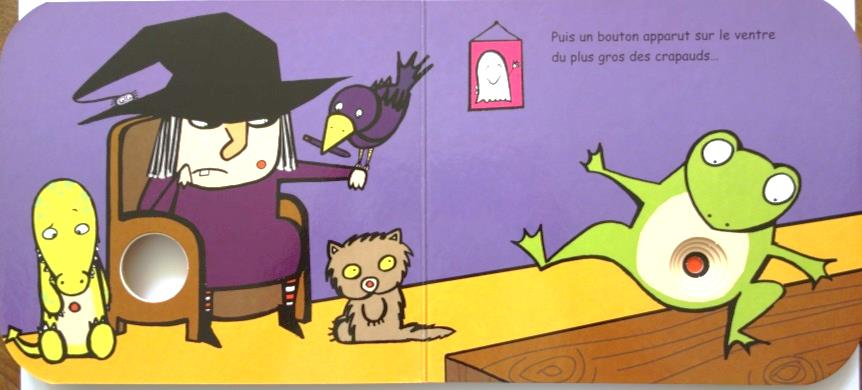 Puis un bouton apparut sur le ventre
du plus gros des crapauds...